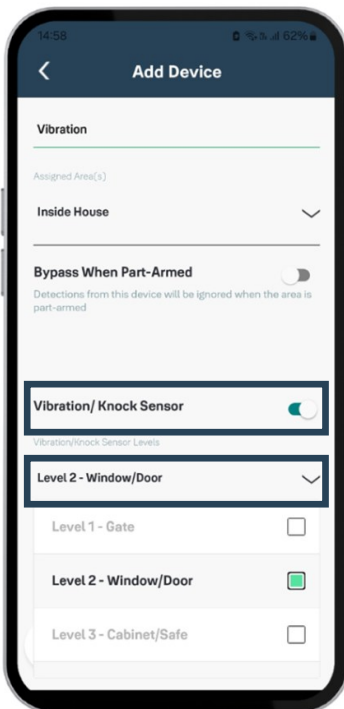 14:58
62%
Add Device
Vibration
Assigned Area(s)
Inside House
Bypass When Part-Armed
Detections from this device will be ignored when the area is
part-armed
Vibration/ Knock Sensor
Vibration/Knock Sensor Levels
Level 2 - Window/Door
Level 1 - Gate
Level 2 - Window/Door
Level 3 - Cabinet/Safe